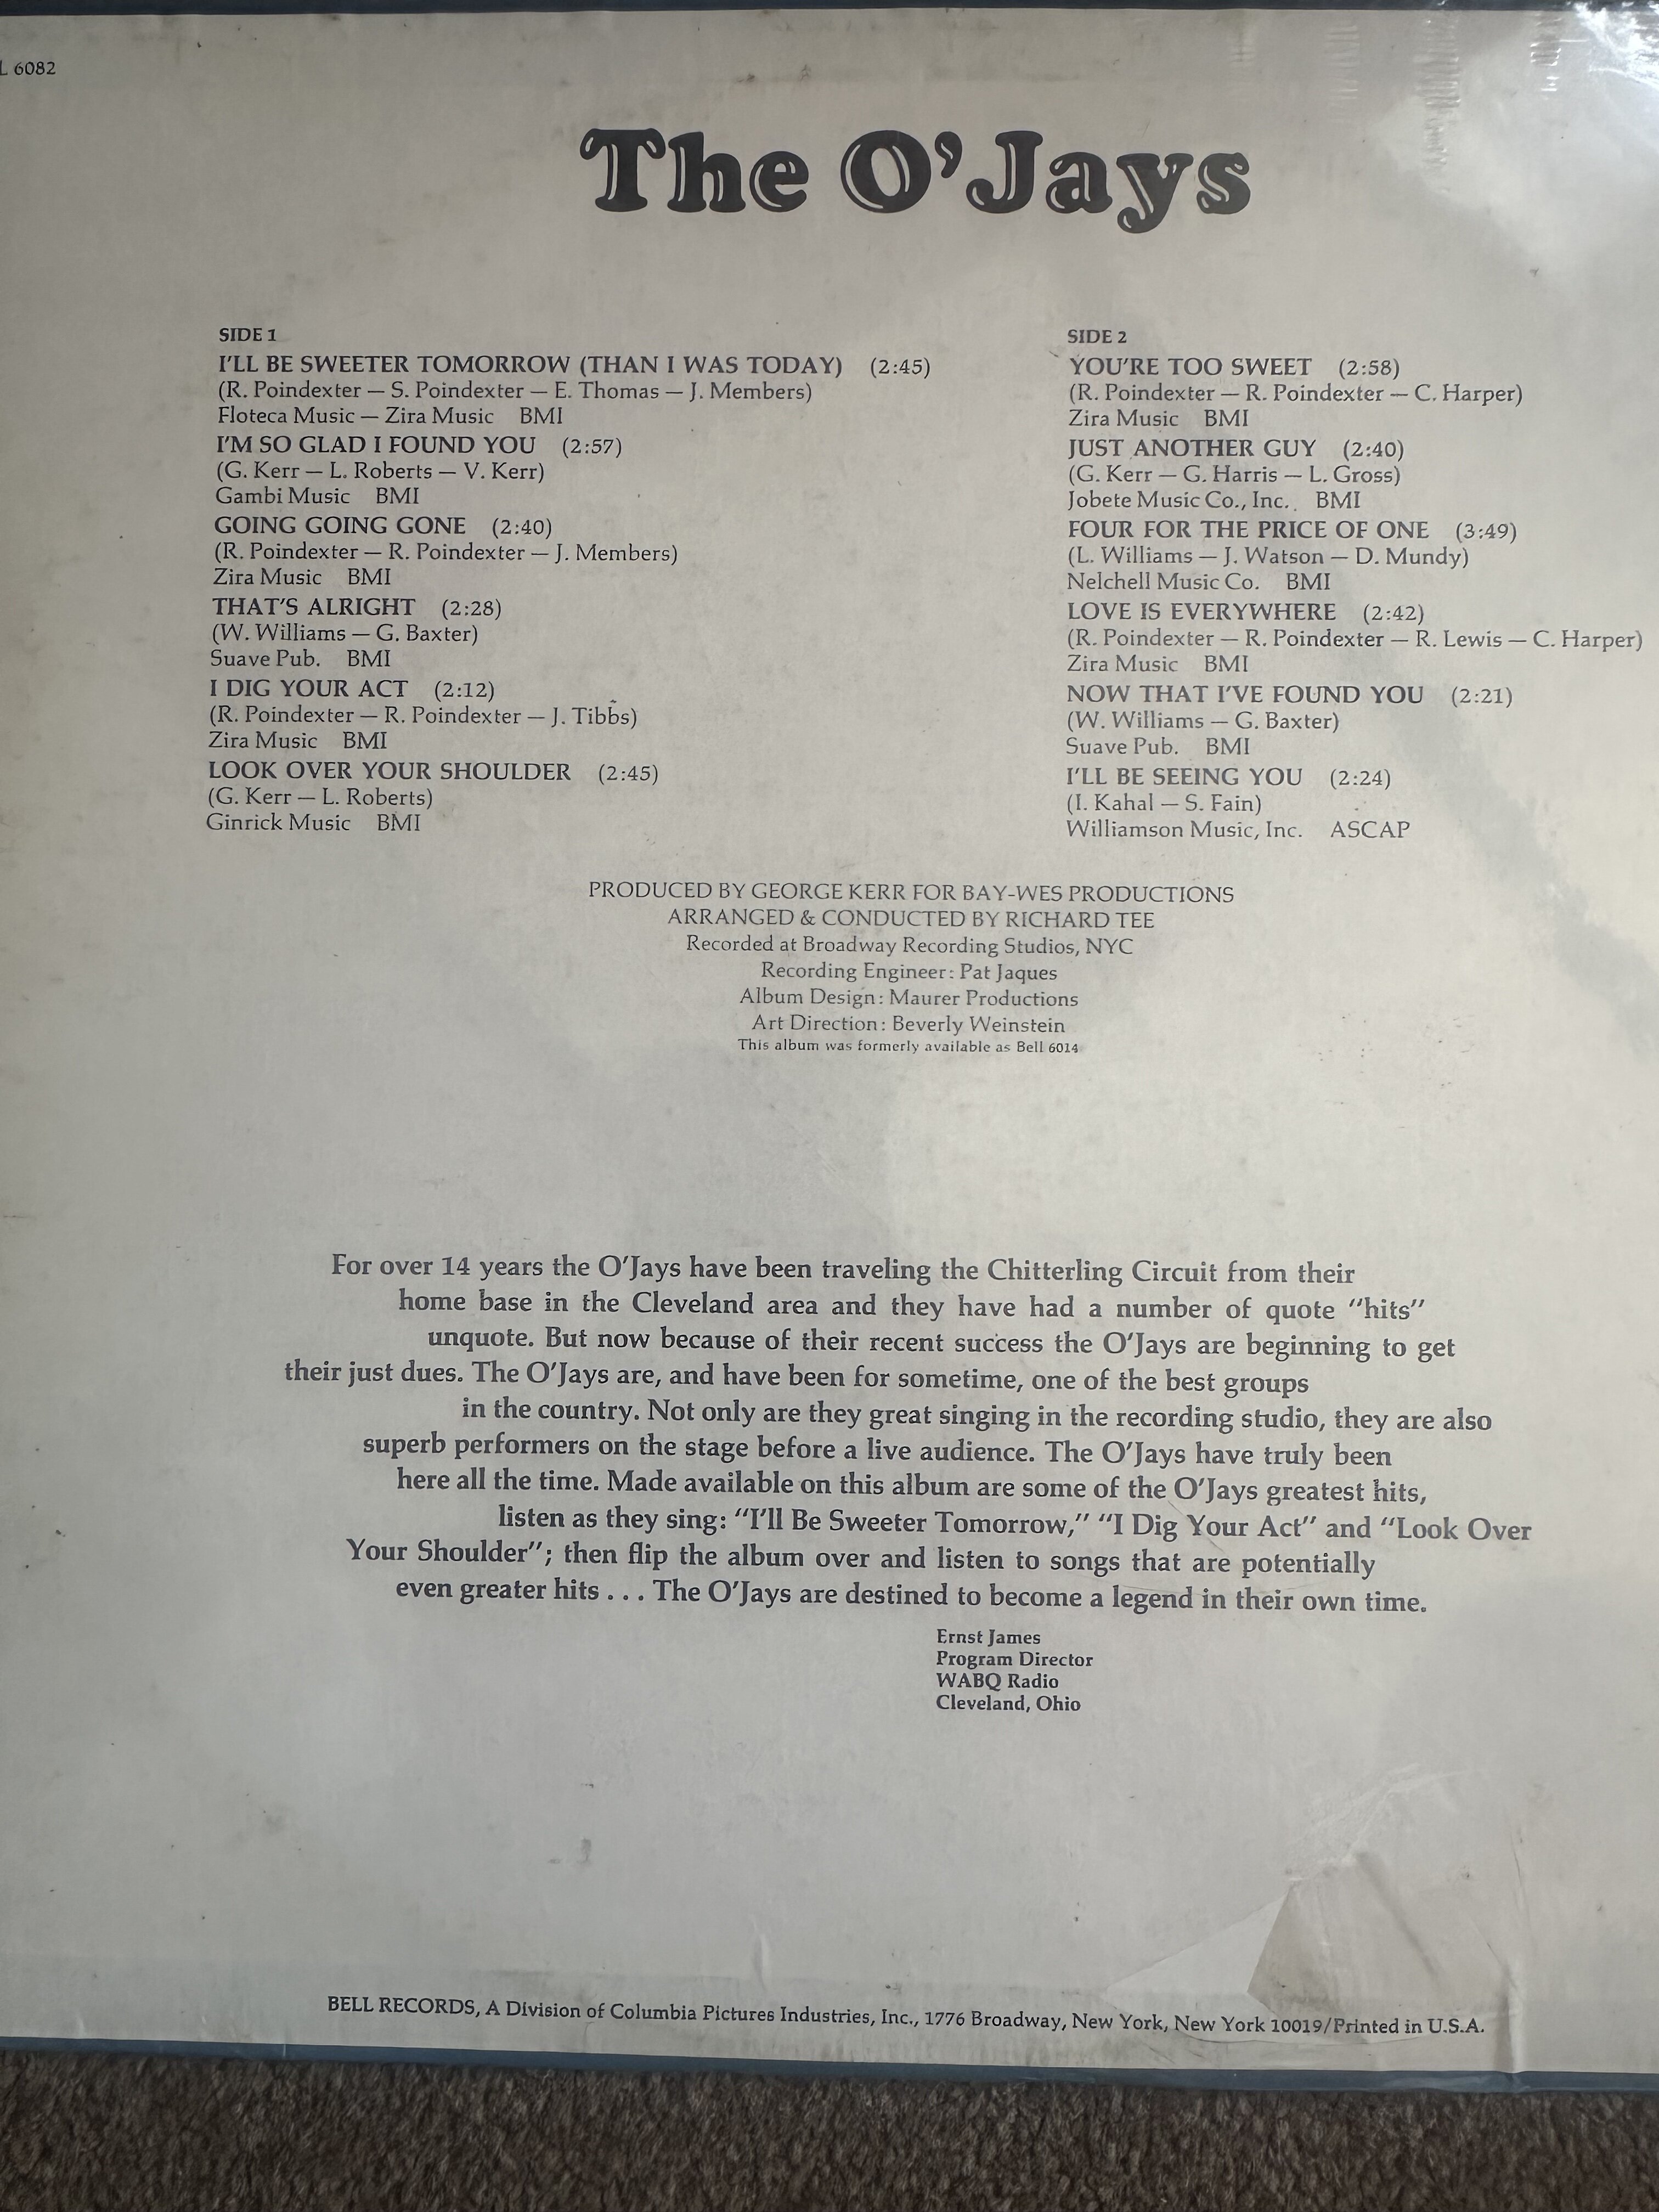 L 6082
The O'Jays
SIDE 1
I'LL BE SWEETER TOMORROW (THAN I WAS TODAY) (2:45)
(R. Poindexter — S. Poindexter — E. Thomas — J. Members)
Floteca Music — Zira Music BMI
I'M SO GLAD I FOUND YOU (2:57)
(G. Kerr — L. Roberts — V. Kerr)
Gambi Music BMI
GOING GOING GONE (2:40)
(R. Poindexter — R. Poindexter — J. Members)
Zira Music BMI
THAT'S ALRIGHT (2:28)
(W. Williams — G. Baxter)
Suave Pub. BMI
I DIG YOUR ACT (2:12)
(R. Poindexter — R. Poindexter — J. Tibbs)
Zira Music BMI
LOOK OVER YOUR SHOULDER (2:45)
(G. Kerr — L. Roberts)
Ginrick Music BMI
SIDE 2
YOU'RE TOO SWEET (2:58)
(R. Poindexter — R. Poindexter — C. Harper)
Zira Music BMI
JUST ANOTHER GUY (2:40)
(G. Kerr — G. Harris — L. Gross)
Jobete Music Co., Inc. BMI
FOUR FOR THE PRICE OF ONE (3:49)
(L. Williams — J. Watson — D. Mundy)
Nelchell Music Co. BMI
LOVE IS EVERYWHERE (2:42)
(R. Poindexter — R. Poindexter — R. Lewis — C. Harper)
Zira Music BMI
NOW THAT I'VE FOUND YOU (2:21)
(W. Williams — G. Baxter)
Suave Pub. BMI
I'LL BE SEEING YOU (2:24)
(I. Kahal — S. Fain)
Williamson Music, Inc. ASCAP
PRODUCED BY GEORGE KERR FOR BAY-WES PRODUCTIONS
ARRANGED & CONDUCTED BY RICHARD TEE
Recorded at Broadway Recording Studios, NYC
Recording Engineer: Pat Jaques
Album Design: Maurer Productions
Art Direction: Beverly Weinstein
This album was formerly available as Bell 6014
For over 14 years the O'Jays have been traveling the Chitterling Circuit from their
home base in the Cleveland area and they have had a number of quote "hits"
unquote. But now because of their recent success the O'Jays are beginning to get
their just dues. The O'Jays are, and have been for sometime, one of the best groups
in the country. Not only are they great singing in the recording studio, they are also
superb performers on the stage before a live audience. The O'Jays have truly been
here all the time. Made available on this album are some of the O'Jays greatest hits,
listen as they sing: "I'll Be Sweeter Tomorrow," "I Dig Your Act" and "Look Over
Your Shoulder"; then flip the album over and listen to songs that are potentially
even greater hits . . . The O'Jays are destined to become a legend in their own time.
Ernst James
Program Director
WABQ Radio
Cleveland, Ohio
BELL RECORDS, A Division of Columbia Pictures Industries, Inc., 1776 Broadway, New York, New York 10019/Printed in U.S.A.